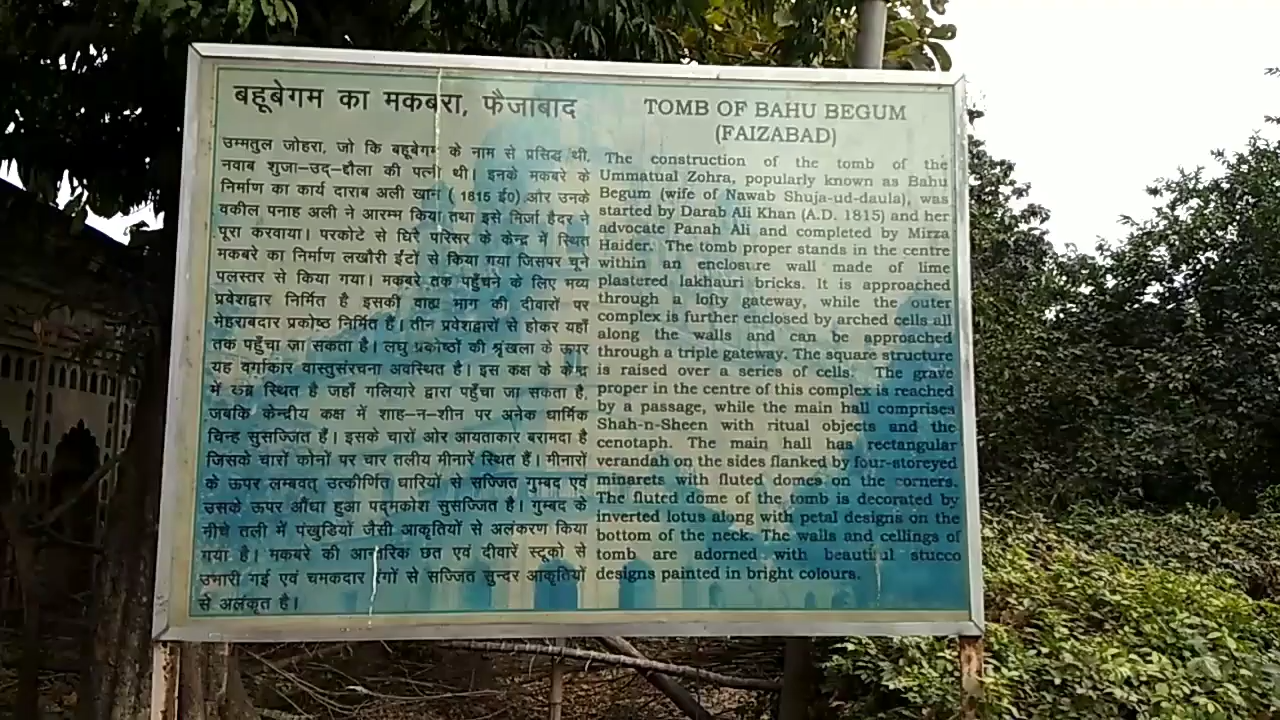 बहूबेगम का मकबरा, फैजाबाद
उम्मतुल जोहरा, जो कि बहूबेगम के नाम से प्रसिद्ध थी,
नवाब शुजा–उद्–द्दौला की पत्नी थी। इनके मकबरे के
निर्माण का कार्य दाराब अली खान ( 1815 ई०) और उनके
वकील पनाह अली ने आरम्भ किया तथा इसे मिर्जा हैदर ने
पूरा करवाया। परकोटे से घिरे परिसर के केन्द्र में स्थित
मकबरे का निर्माण लखौरी ईंटों से किया गया जिसपर चूने
पलस्तर से किया गया। मकबरे तक पहुँचने के लिए भव्य
प्रवेशद्वार निर्मित है इसकी वाह्य भाग की दीवारों पर
मेहराबदार प्रकोष्ठ निर्मित हैं। तीन प्रवेशद्वारों से होकर यहाँ
तक पहुँचा जा सकता है। लघु प्रकोष्ठों की श्रृंखला के ऊपर
यह वर्गाकार वास्तुसंरचना अवस्थित है। इस कक्ष के केन्द्र
में कब्र स्थित है जहाँ गलियारे द्वारा पहुँचा जा सकता है,
जबकि केन्द्रीय कक्ष में शाह–न–शीन पर अनेक धार्मिक
चिन्ह सुसज्जित हैं। इसके चारों ओर आयताकार बरामदा है
जिसके चारों कोनों पर चार तलीय मीनारें स्थित हैं। मीनारों
के ऊपर लम्बवत् उत्कीर्णित धारियों से सज्जित गुम्बद एवं
उसके ऊपर औंधा हुआ पद्मकोश सुसज्जित है। गुम्बद के
नीचे तली में पंखुडियों जैसी आकृतियों से अलंकरण किया
गया है। मकबरे की आन्तरिक छत एवं दीवारें स्टूको से
उभारी गई एवं चमकदार रंगों से सज्जित सुन्दर आकृतियों
से अलंकृत है।
TOMB OF BAHU BEGUM
(FAIZABAD)
The construction of the tomb of the
Ummatual Zohra, popularly known as Bahu
Begum (wife of Nawab Shuja-ud-daula), was
started by Darab Ali Khan (A.D. 1815) and her
advocate Panah Ali and completed by Mirza
Haider. The tomb proper stands in the centre
within an enclosure wall made of lime
plastered lakhauri bricks. It is approached
through a lofty gateway, while the outer
complex is further enclosed by arched cells all
along the walls and can be approached
through a triple gateway. The square structure
is raised over a series of cells. The grave
proper in the centre of this complex is reached
by a passage, while the main hall comprises
Shah-n-Sheen with ritual objects and the
cenotaph. The main hall has rectangular
verandah on the sides flanked by four-storeyed
minarets with fluted domes on the corners.
The fluted dome of the tomb is decorated by
inverted lotus along with petal designs on the
bottom of the neck. The walls and ceilings of
tomb are adorned with beautiful stucco
designs painted in bright colours.